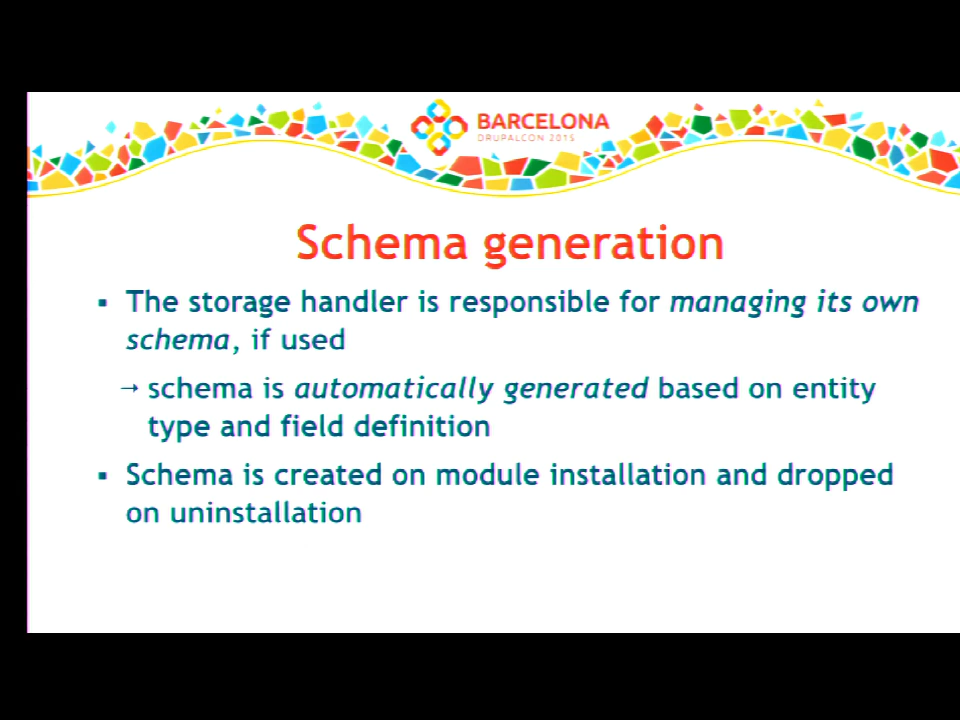 BARCELONA
DRUPALCON 2015
Schema generation
▪ The storage handler is responsible for managing its own
schema, if used
→ schema is automatically generated based on entity
type and field definition
▪ Schema is created on module installation and dropped
on uninstallation